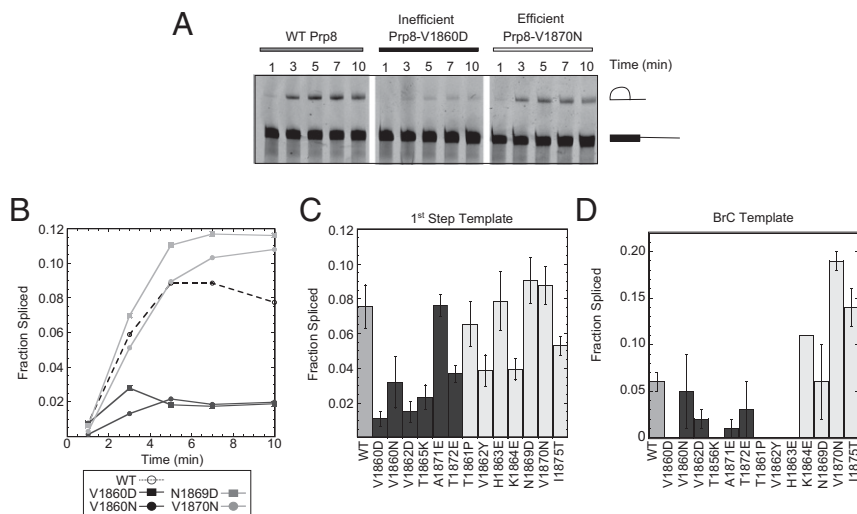 A
Inefficient
Efficient
WT Prp8
Prp8-V1860D
Prp8-V1870N
1 3 5 7 10 1 3 5 7 10 1 3 5 7 10 Time (min)
B
Fraction Spliced
0.12
0.10
0.08
0.06
0.04
0.02
0 2 4 6 8 10
Time (min)
WT
V1860D N1869D
V1860N V1870N
C
1st Step Template
Fraction Spliced
0.12
0.10
0.08
0.06
0.04
0.02
WT
V1860D
V1860N
V1862D
T1865K
A1871E
T1872E
T1861P
V1862Y
H1863E
K1864E
N1869D
V1870N
I1875T
D
BrC Template
Fraction Spliced
0.20
0.15
0.10
0.05
0
WT
V1860D
V1860N
V1862D
T1856K
A1871E
T1872E
T1861P
V1862Y
H1863E
K1864E
N1869D
V1870N
I1875T